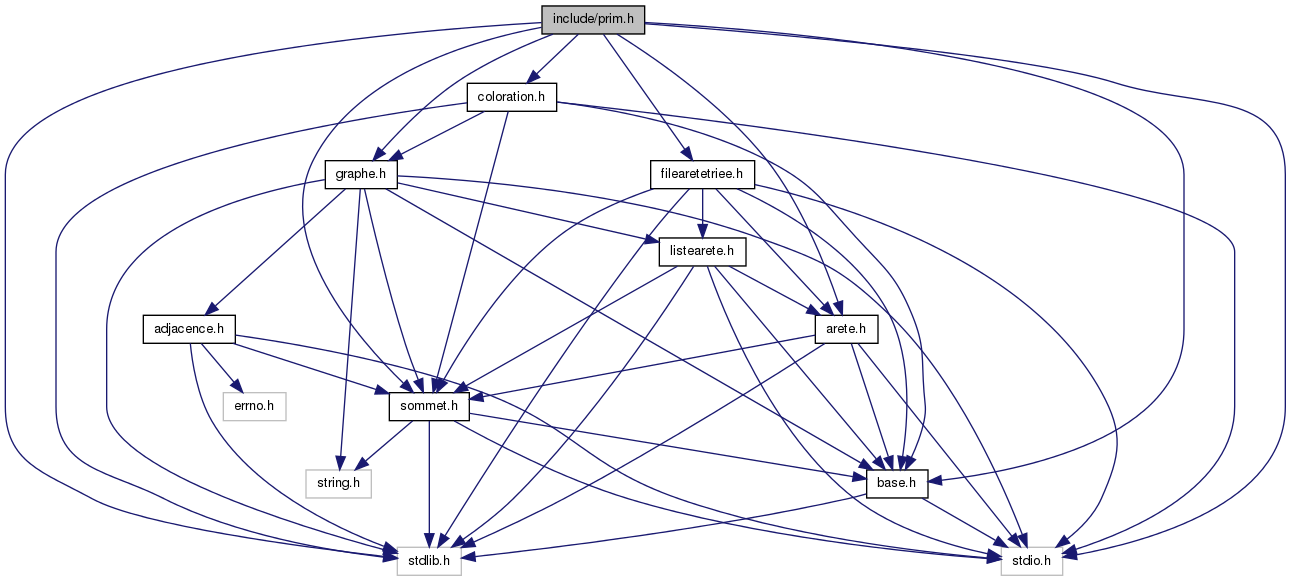 include/prim.h
coloration.h
graphe.h
filearetetriee.h
listearete.h
adjacence.h
arete.h
errno.h
sommet.h
string.h
base.h
stdlib.h
stdio.h